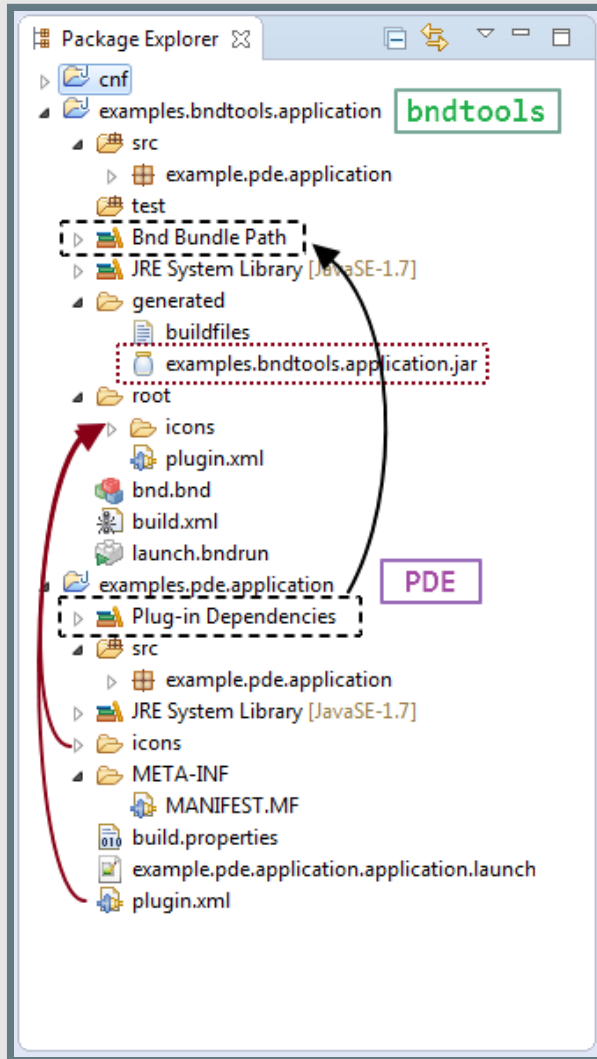 Package Explorer
cnf
examples.bndtools.application bndtools
src
example.pde.application
test
Bnd Bundle Path
JRE System Library [JavaSE-1.7]
generated
buildfiles
examples.bndtools.application.jar
root
icons
plugin.xml
bnd.bnd
build.xml
launch.bndrun
examples.pde.application PDE
Plug-in Dependencies
src
example.pde.application
JRE System Library [JavaSE-1.7]
icons
META-INF
MANIFEST.MF
build.properties
example.pde.application.application.launch
plugin.xml